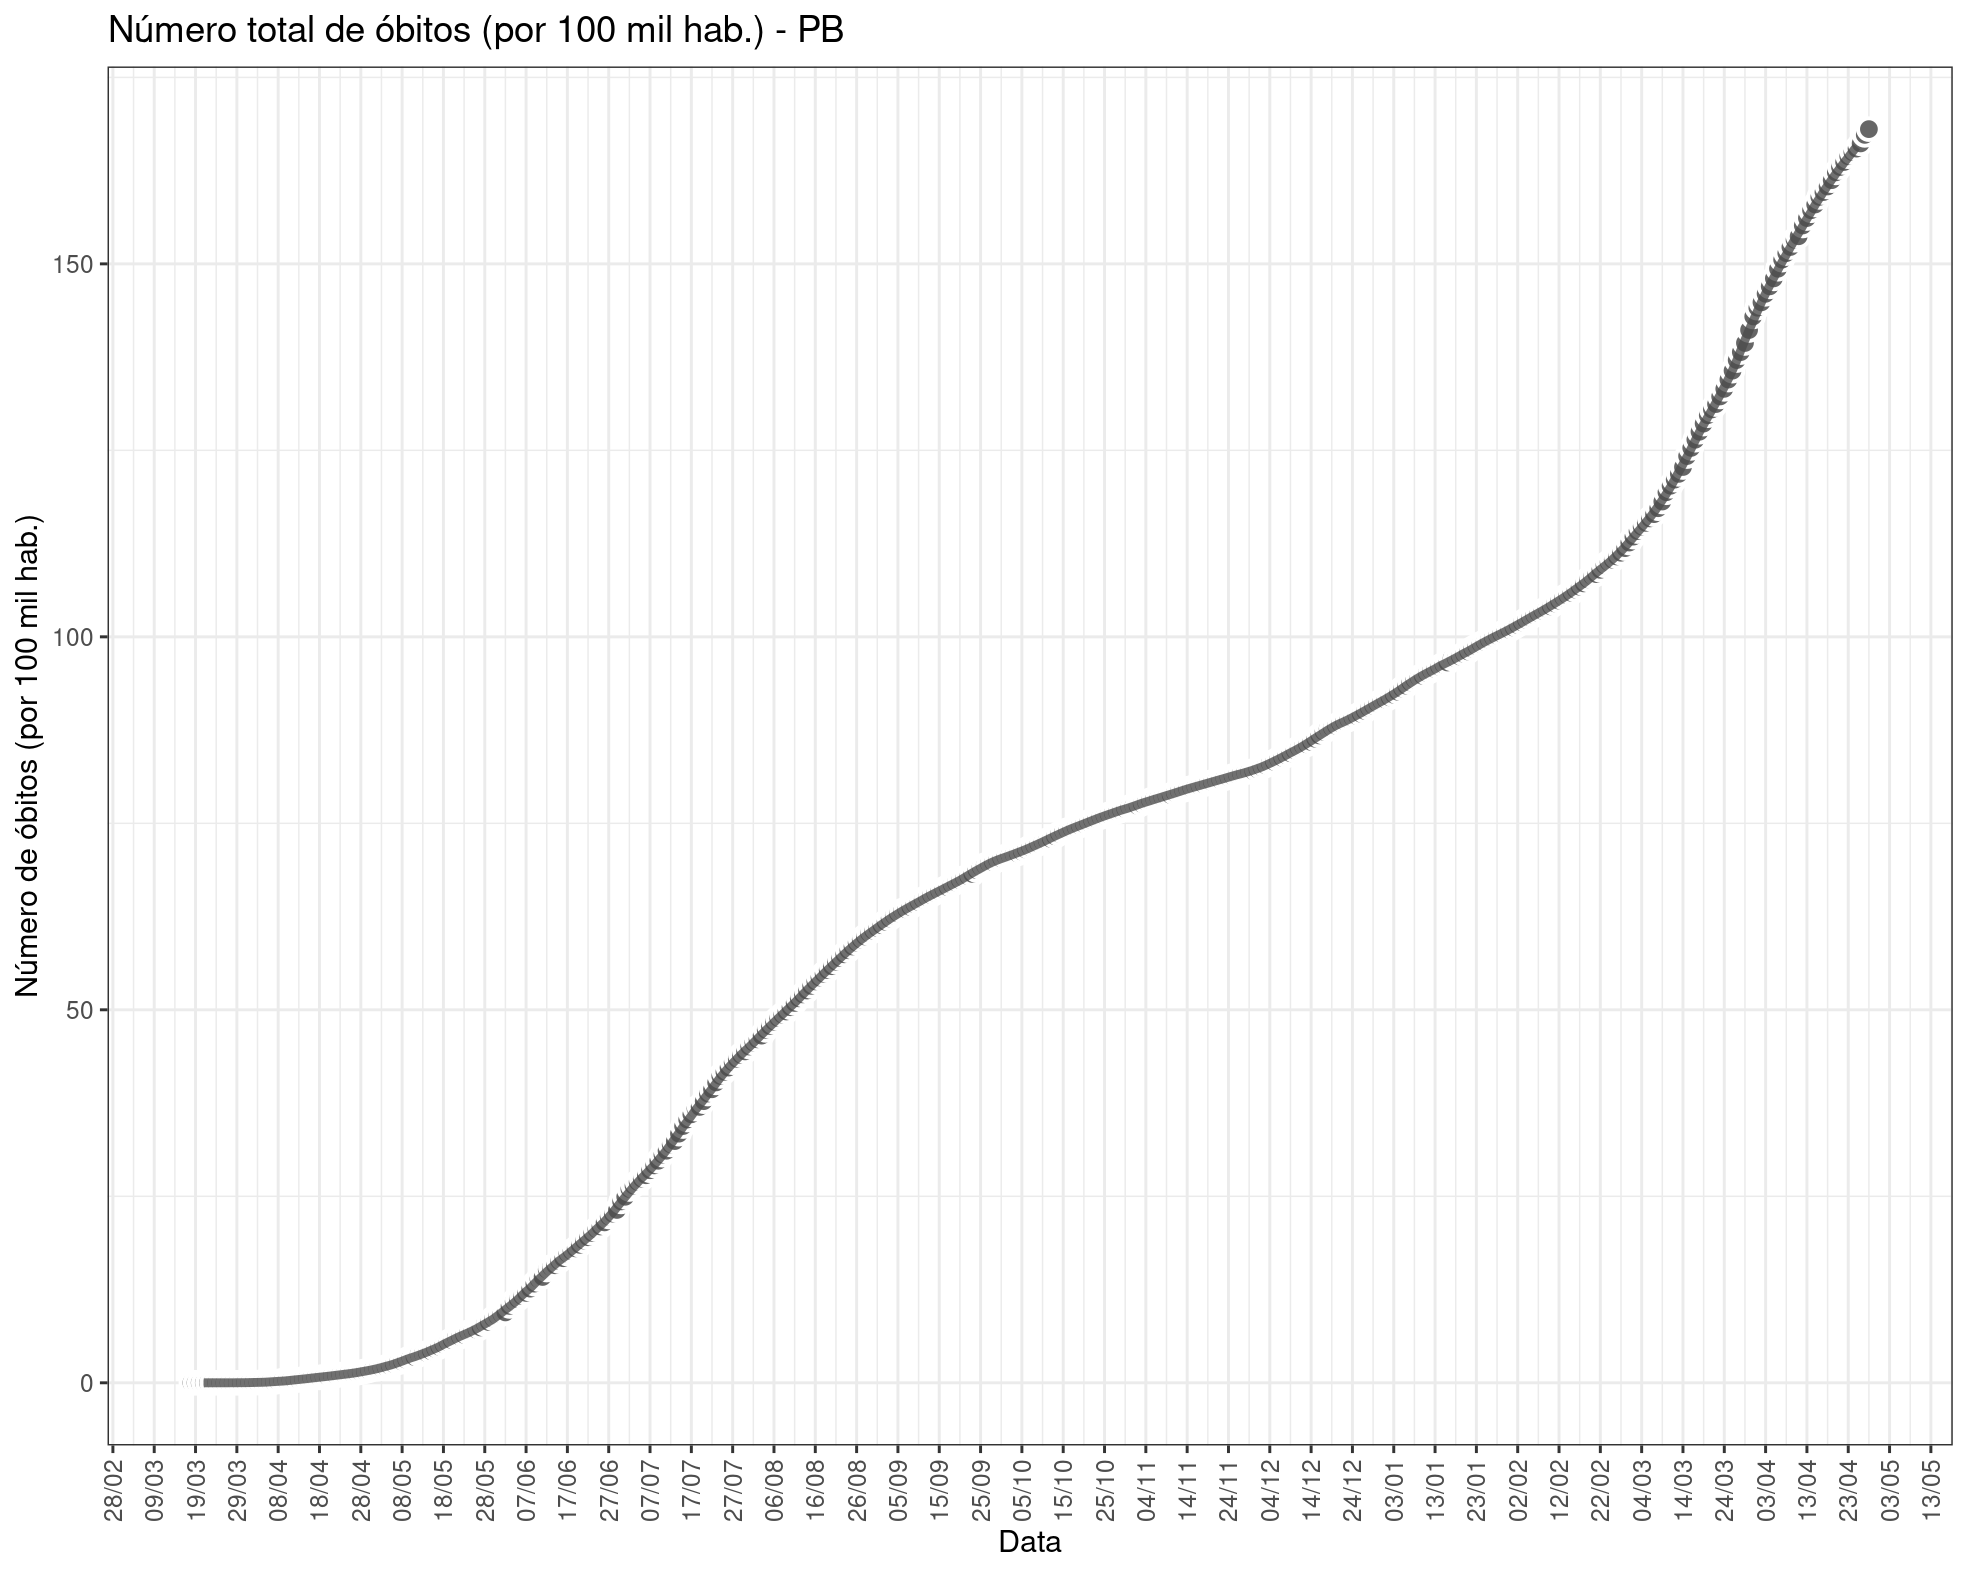 Número total de óbitos (por 100 mil hab.) - PB
Número de óbitos (por 100 mil hab.)
150
100
50
0
28/02 09/03 19/03 29/03 08/04 18/04 28/04 08/05 18/05 28/05 07/06 17/06 27/06 07/07 17/07 27/07 06/08 16/08 26/08 05/09 15/09 25/09 05/10 15/10 25/10 04/11 14/11 24/11 04/12 14/12 24/12 03/01 13/01 23/01 02/02 12/02 22/02 04/03 14/03 24/03 03/04 13/04 23/04 03/05 13/05
Data